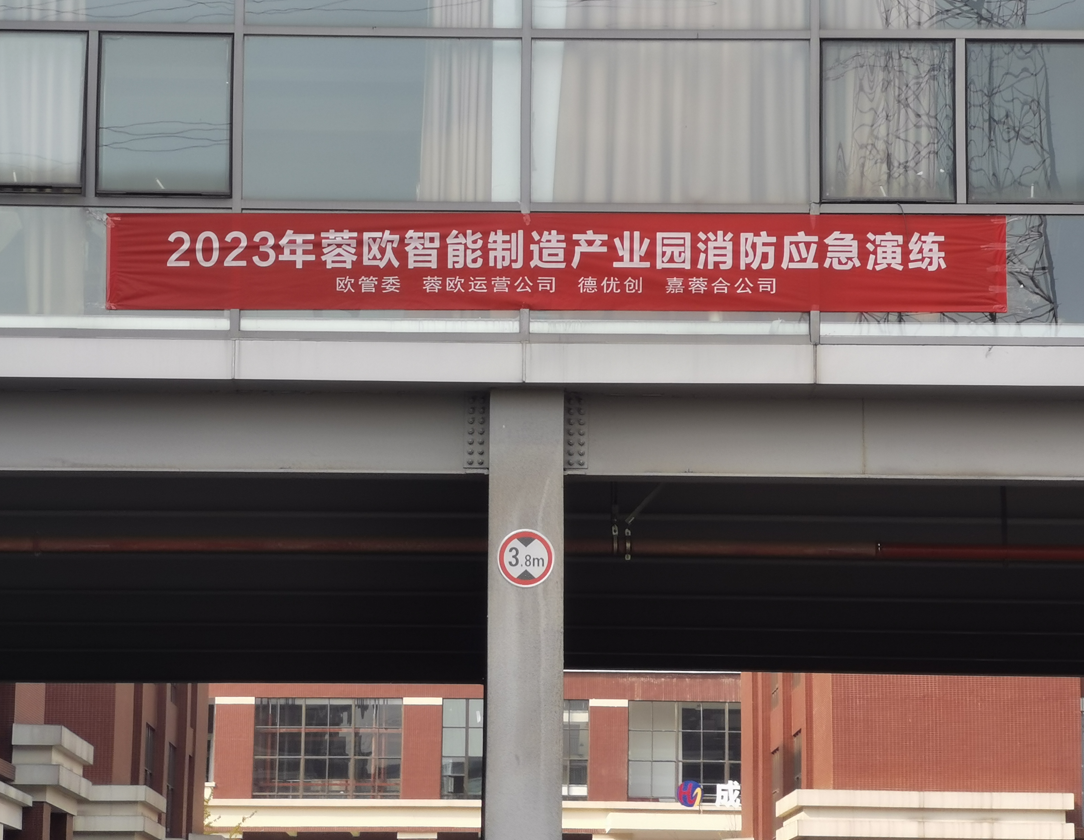 2023年蓉欧智能制造产业园消防应急演练
欧管委 蓉欧运营公司 德优创 嘉蓉合公司
3.8m
成